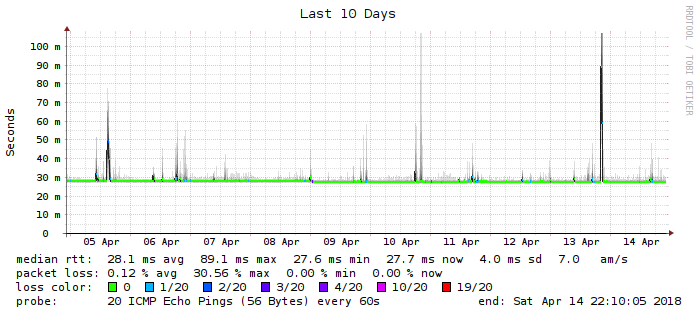 Last 10 Days
RRDTOOL / TOBI OETIKER
Seconds
100 m
90 m
80 m
70 m
60 m
50 m
40 m
30 m
20 m
10 m
0
05 Apr 06 Apr 07 Apr 08 Apr 09 Apr 10 Apr 11 Apr 12 Apr 13 Apr 14 Apr
median rtt: 28.1 ms avg 89.1 ms max 27.6 ms min 27.7 ms now 4.0 ms sd 7.0 am/s
packet loss: 0.12 % avg 30.56 % max 0.00 % min 0.00 % now
loss color: 0 1/20 2/20 3/20 4/20 10/20 19/20
probe: 20 ICMP Echo Pings (56 Bytes) every 60s end: Sat Apr 14 22:10:05 2018